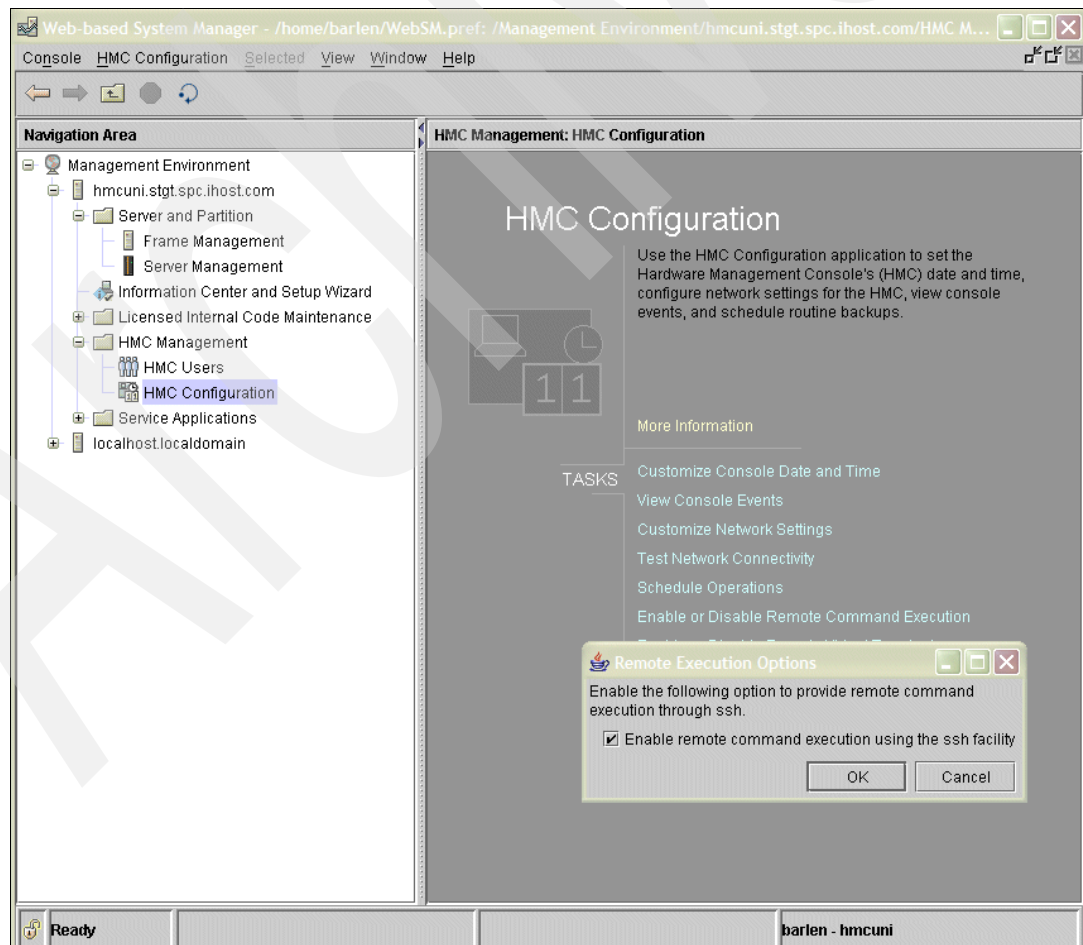 Web-based System Manager - /home/barlen/WebSM.pref: /Management Environment/hmcuni.stgt.spc.ihost.com/HMC M...
Console HMC Configuration Selected View Window Help
Navigation Area
HMC Management: HMC Configuration
Management Environment
hmcuni.stgt.spc.ihost.com
Server and Partition
Frame Management
Server Management
Information Center and Setup Wizard
Licensed Internal Code Maintenance
HMC Management
HMC Users
HMC Configuration
Service Applications
localhost.localdomain
HMC Configuration
Use the HMC Configuration application to set the
Hardware Management Console's (HMC) date and time,
configure network settings for the HMC, view console
events, and schedule routine backups.
11
More Information
TASKS
Customize Console Date and Time
View Console Events
Customize Network Settings
Test Network Connectivity
Schedule Operations
Enable or Disable Remote Command Execution
Remote Execution Options
Enable the following option to provide remote command
execution through ssh.
Enable remote command execution using the ssh facility
OK Cancel
Ready
barlen - hmcuni